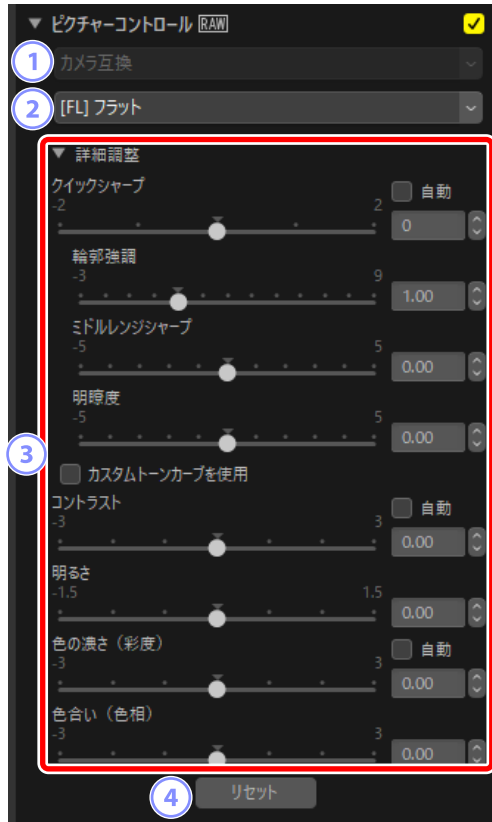 ▼ ピクチャーコントロール RAW
1 カメラ互換
2 [FL] フラット
3
▼ 詳細調整
クイックシャープ 自動
-2 2
0
輪郭強調
-3 9
1.00
ミドルレンジシャープ
-5 5
0.00
明瞭度
-5 5
0.00
カスタムトーンカーブを使用
コントラスト 自動
-3 3
0.00
明るさ
-1.5 1.5
0.00
色の濃さ（彩度） 自動
-3 3
0.00
色合い（色相）
-3 3
0.00
4 リセット